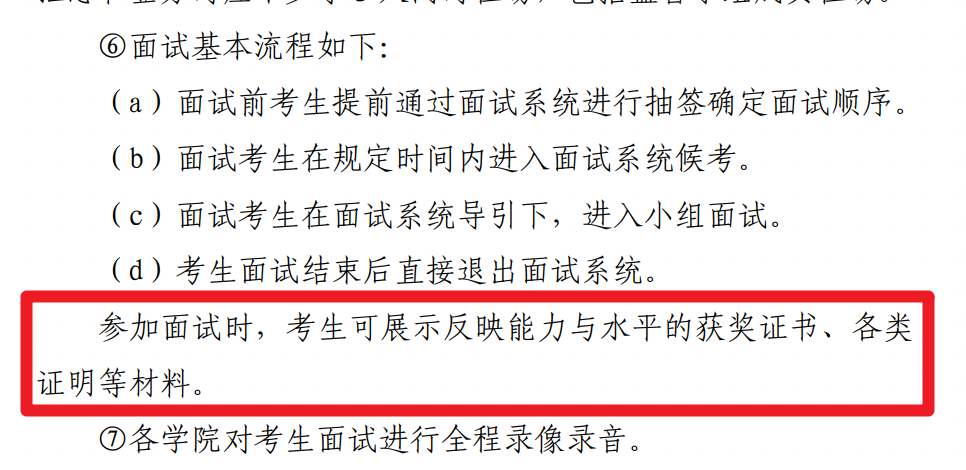 ⑥面试基本流程如下：
（a）面试前考生提前通过面试系统进行抽签确定面试顺序。
（b）面试考生在规定时间内进入面试系统候考。
（c）面试考生在面试系统导引下，进入小组面试。
（d）考生面试结束后直接退出面试系统。
参加面试时，考生可展示反映能力与水平的获奖证书、各类
证明等材料。
⑦各学院对考生面试进行全程录像录音。